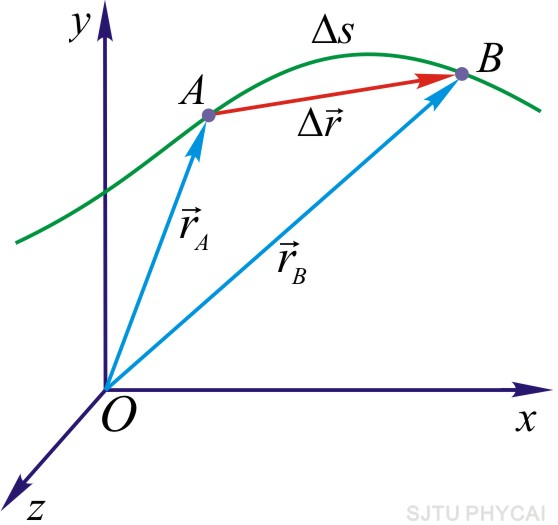 y
Δs
B
A
Δr⃗
r⃗_A
r⃗_B
O
x
z
SJTU PHYCAI